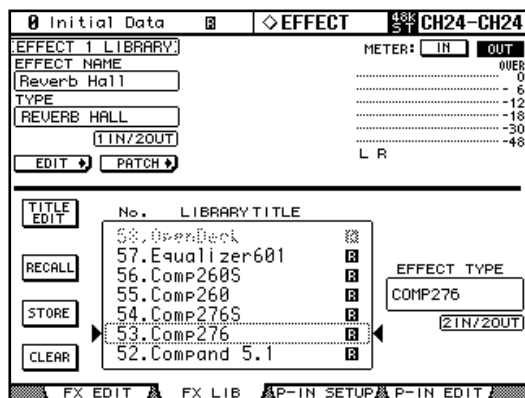 0 Initial Data R ◇EFFECT 48K ST CH24-CH24
EFFECT 1 LIBRARY METER: IN OUT
EFFECT NAME
Reverb Hall
TYPE
REVERB HALL
1IN/2OUT
EDIT PATCH
OVER
0
- 6
-12
-18
-30
-48
L R
TITLE EDIT
RECALL
STORE
CLEAR
No. LIBRARY TITLE
58.OpenDeck R
57.Equalizer601 R
56.Comp260S R
55.Comp260 R
54.Comp276S R
53.Comp276 R
52.Compand 5.1 R
EFFECT TYPE
COMP276
2IN/2OUT
FX EDIT FX LIB P-IN SETUP P-IN EDIT